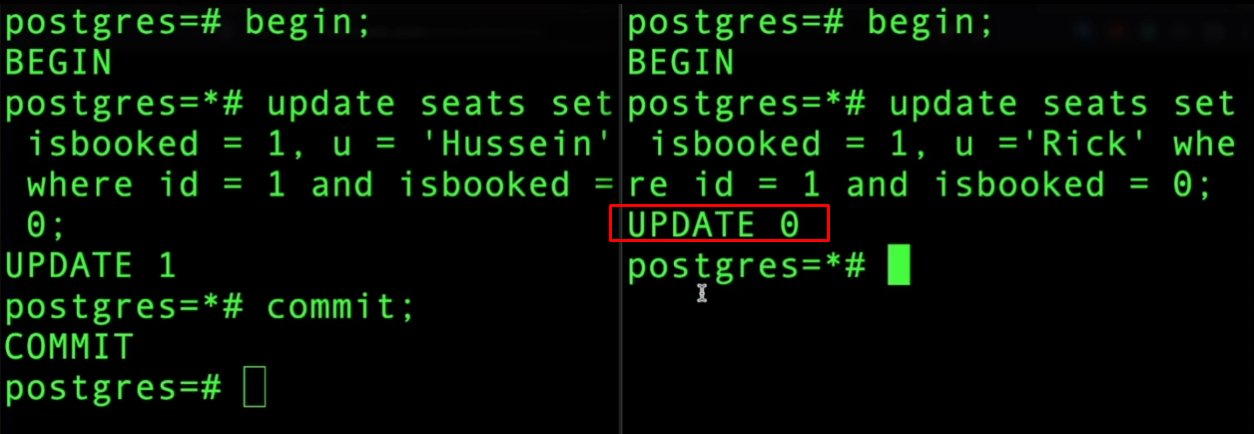 postgres=# begin;
BEGIN
postgres=*# update seats set
isbooked = 1, u = 'Hussein'
where id = 1 and isbooked =
0;
UPDATE 1
postgres=*# commit;
COMMIT
postgres=#
postgres=# begin;
BEGIN
postgres=*# update seats set
isbooked = 1, u ='Rick' whe
re id = 1 and isbooked = 0;
UPDATE 0
postgres=*#